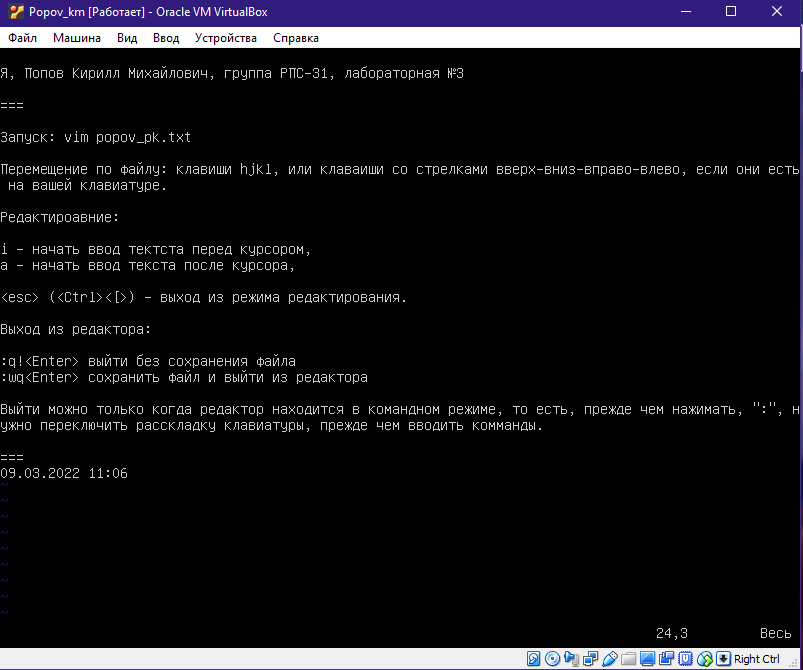 Popov_km [Работает] - Oracle VM VirtualBox
Файл Машина Вид Ввод Устройства Справка
Я, Попов Кирилл Михайлович, группа РПС-31, лабораторная №3
===
Запуск: vim popov_pk.txt
Перемещение по файлу: клавиши hjkl, или клаваиши со стрелками вверх-вниз-вправо-влево, если они есть
на вашей клавиатуре.
Редактироавние:
i - начать ввод тектста перед курсором,
a - начать ввод текста после курсора,
<esc> (<Ctrl><[>) - выход из режима редактирования.
Выход из редактора:
:q!<Enter> выйти без сохранения файла
:wq<Enter> сохранить файл и выйти из редактора
Выйти можно только когда редактор находится в командном режиме, то есть, прежде чем нажимать, ":", н
ужно переключить расскладку клавиатуры, прежде чем вводить комманды.
===
09.03.2022 11:06
~
~
~
~
~
~
~
~
~
24,3 Весь
Right Ctrl